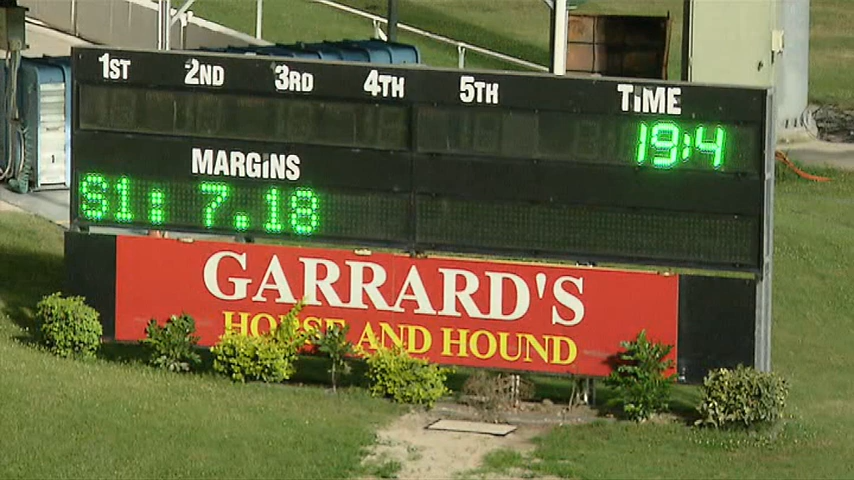 1ST 2ND 3RD 4TH 5TH TIME
19:4
MARGINS
S1: 7.18
GARRARD'S
HORSE AND HOUND